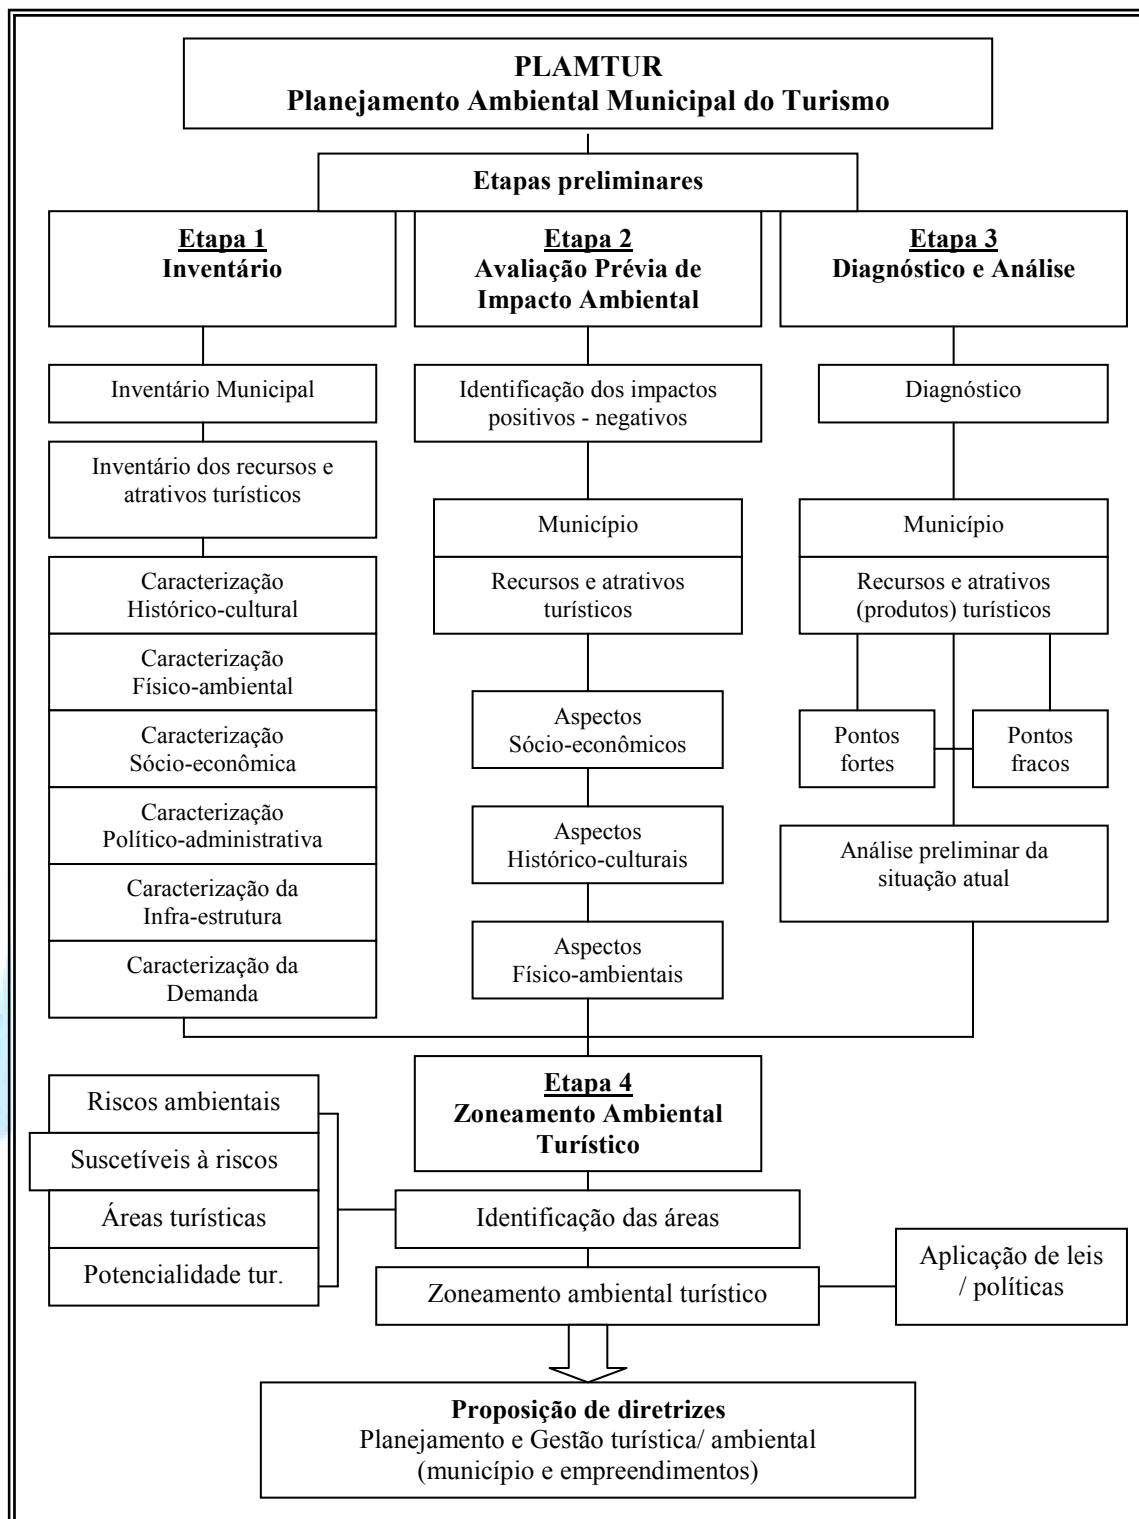 PLAMTUR
Planejamento Ambiental Municipal do Turismo
Etapas preliminares
Etapa 1
Inventário
Etapa 2
Avaliação Prévia de
Impacto Ambiental
Etapa 3
Diagnóstico e Análise
Inventário Municipal
Inventário dos recursos e
atrativos turísticos
Caracterização
Histórico-cultural
Caracterização
Físico-ambiental
Caracterização
Sócio-econômica
Caracterização
Político-administrativa
Caracterização da
Infra-estrutura
Caracterização da
Demanda
Identificação dos impactos
positivos - negativos
Município
Recursos e atrativos
turísticos
Aspectos
Sócio-econômicos
Aspectos
Histórico-culturais
Aspectos
Físico-ambientais
Diagnóstico
Município
Recursos e atrativos
(produtos) turísticos
Pontos
fortes
Pontos
fracos
Análise preliminar da
situação atual
Etapa 4
Zoneamento Ambiental
Turístico
Riscos ambientais
Suscetíveis à riscos
Áreas turísticas
Potencialidade tur.
Identificação das áreas
Zoneamento ambiental turístico
Aplicação de leis
/ políticas
Proposição de diretrizes
Planejamento e Gestão turística/ ambiental
(município e empreendimentos)